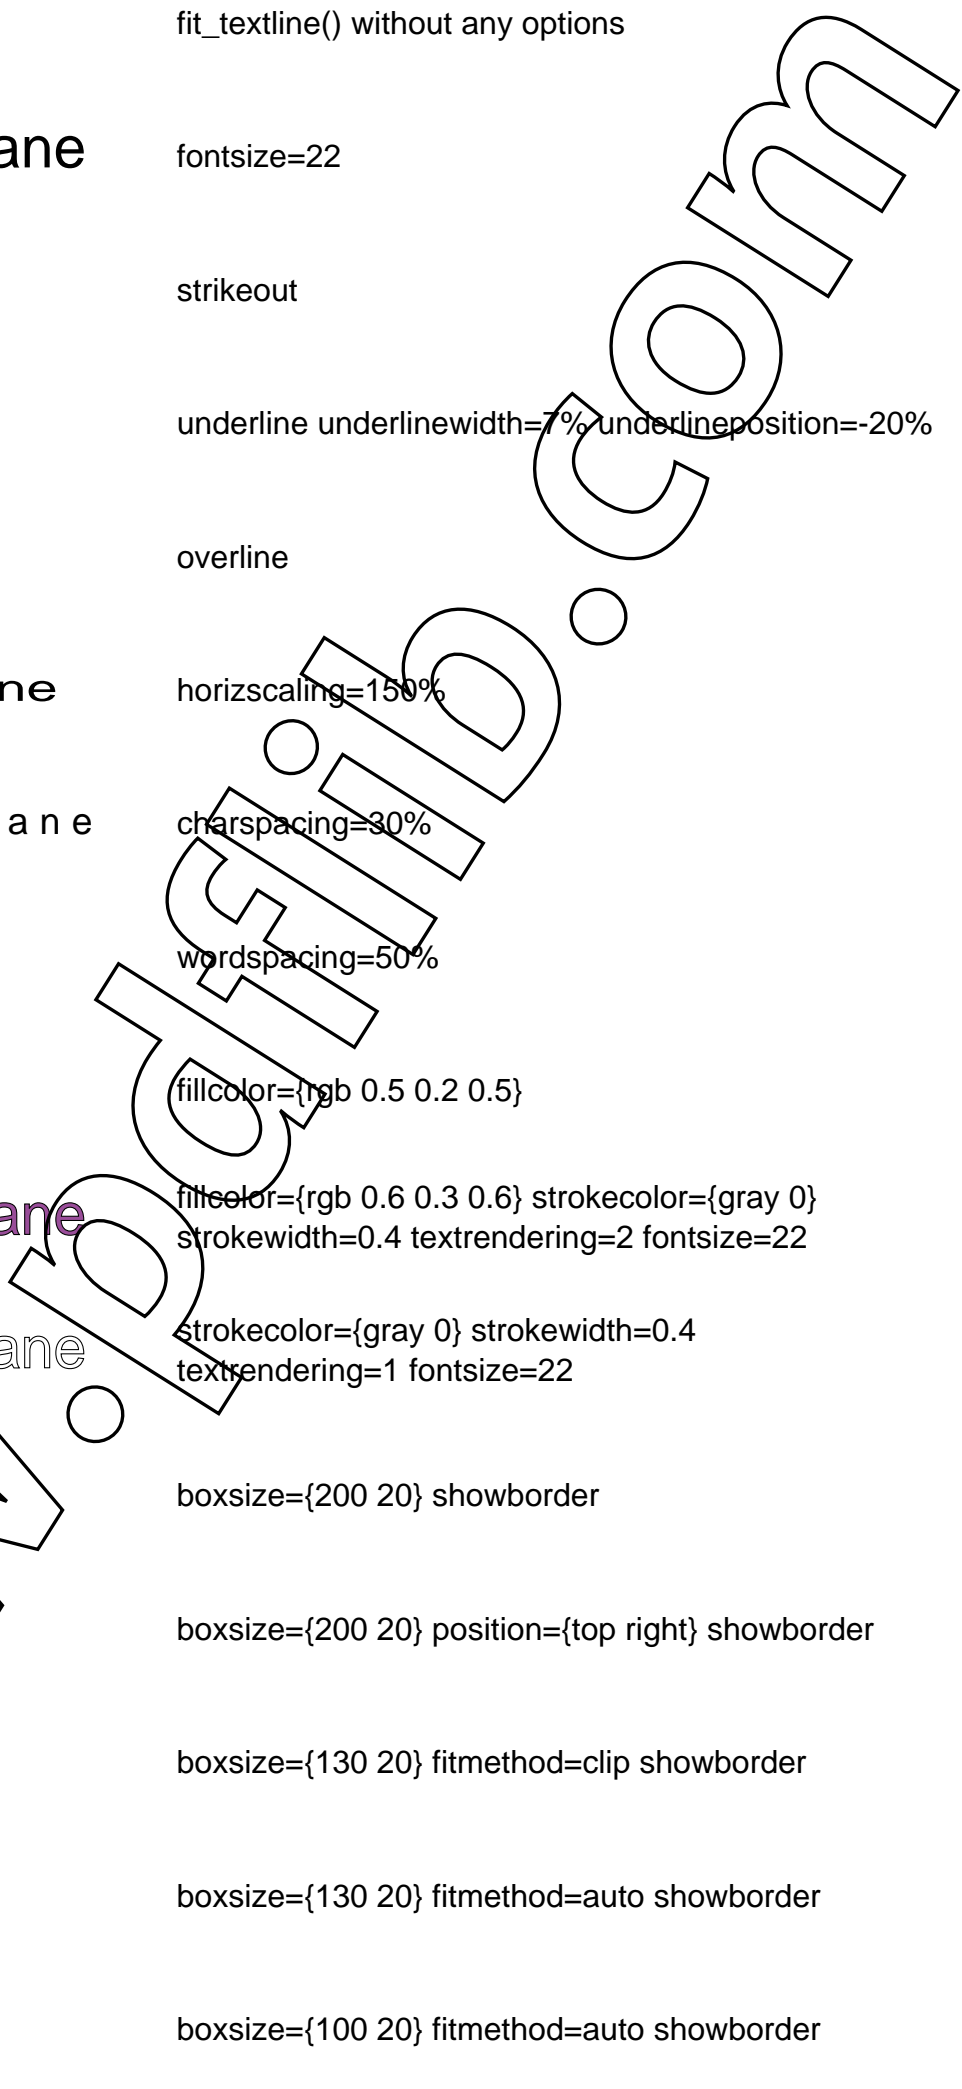 fit_textline() without any options
ane fontsize=22
strikeout
underline underlinewidth=7% underlineposition=-20%
overline
ne horizscaling=150%
ane charspacing=30%
wordspacing=50%
fillcolor={rgb 0.5 0.2 0.5}
fillcolor={rgb 0.6 0.3 0.6} strokecolor={gray 0}
ane strokewidth=0.4 textrendering=2 fontsize=22
strokecolor={gray 0} strokewidth=0.4
ane textrendering=1 fontsize=22
boxsize={200 20} showborder
boxsize={200 20} position={top right} showborder
boxsize={130 20} fitmethod=clip showborder
boxsize={130 20} fitmethod=auto showborder
boxsize={100 20} fitmethod=auto showborder
.pdflib.com